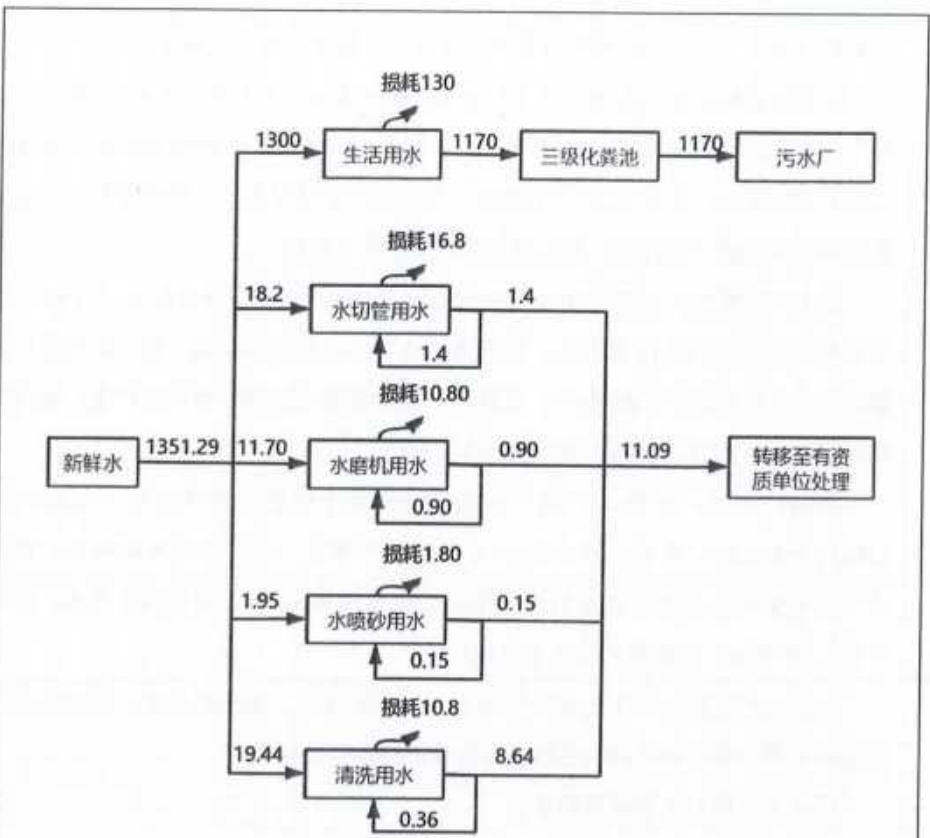 损耗130
1300
生活用水
1170
三级化粪池
1170
污水厂
损耗16.8
18.2
水切管用水
1.4
1.4
损耗10.80
新鲜水
1351.29
11.70
水磨机用水
0.90
11.09
转移至有资
质单位处理
0.90
损耗1.80
1.95
水喷砂用水
0.15
0.15
损耗10.8
19.44
清洗用水
8.64
0.36